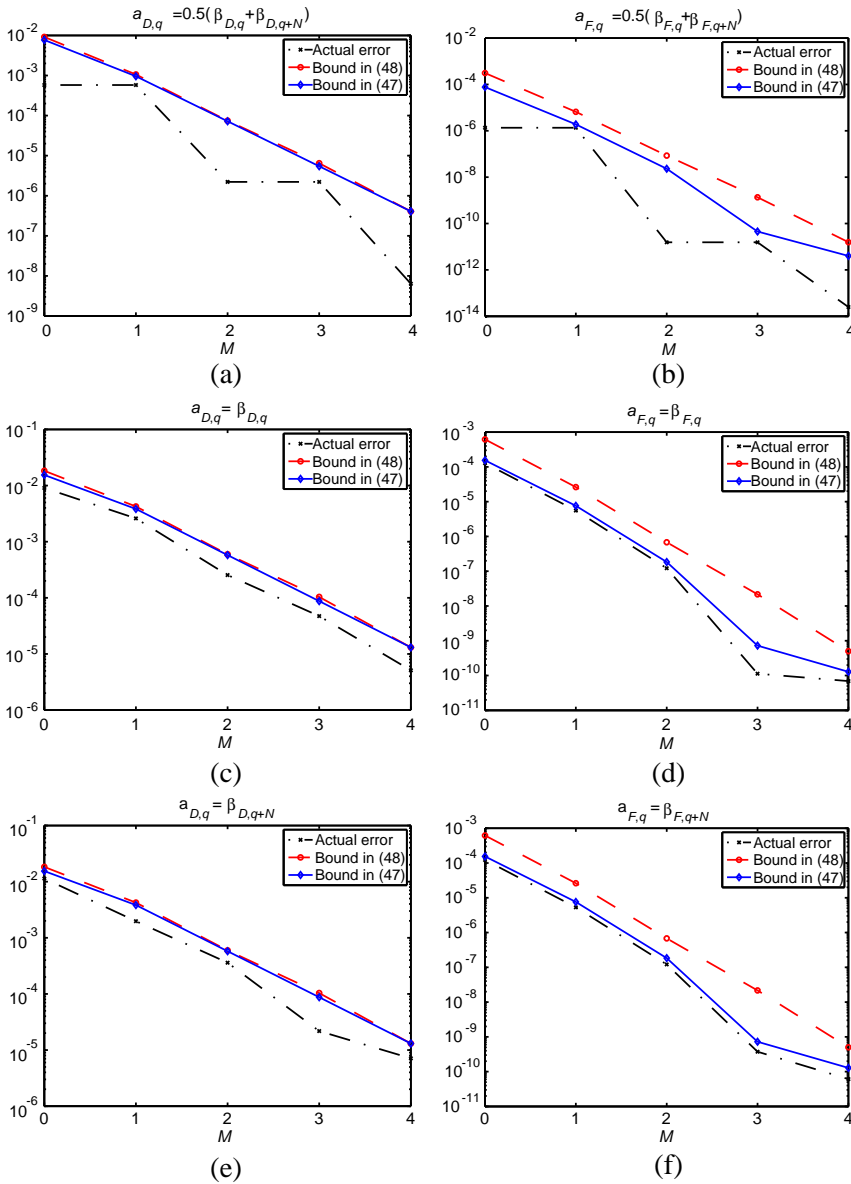 a_{D,q} =0.5( β_{D,q}+β_{D,q+N})
10^{-2}
10^{-3}
10^{-4}
10^{-5}
10^{-6}
10^{-7}
10^{-8}
10^{-9}
Actual error
Bound in (48)
Bound in (47)
0 1 2 3 4
M
(a)
a_{F,q} =0.5( β_{F,q}+β_{F,q+N})
10^{-2}
10^{-4}
10^{-6}
10^{-8}
10^{-10}
10^{-12}
10^{-14}
Actual error
Bound in (48)
Bound in (47)
0 1 2 3 4
M
(b)
a_{D,q}= β_{D,q}
10^{-1}
10^{-2}
10^{-3}
10^{-4}
10^{-5}
10^{-6}
Actual error
Bound in (48)
Bound in (47)
0 1 2 3 4
M
(c)
a_{F,q}= β_{F,q}
10^{-3}
10^{-4}
10^{-5}
10^{-6}
10^{-7}
10^{-8}
10^{-9}
10^{-10}
10^{-11}
Actual error
Bound in (48)
Bound in (47)
0 1 2 3 4
M
(d)
a_{D,q}= β_{D,q+N}
10^{-1}
10^{-2}
10^{-3}
10^{-4}
10^{-5}
10^{-6}
Actual error
Bound in (48)
Bound in (47)
0 1 2 3 4
M
(e)
a_{F,q}= β_{F,q+N}
10^{-3}
10^{-4}
10^{-5}
10^{-6}
10^{-7}
10^{-8}
10^{-9}
10^{-10}
10^{-11}
Actual error
Bound in (48)
Bound in (47)
0 1 2 3 4
M
(f)